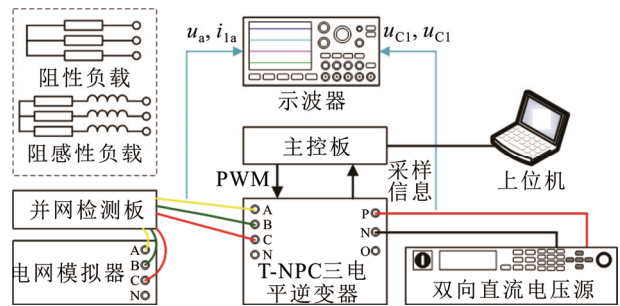 阻性负载
阻感性负载
uₐ, i₁ₐ
u_C1, u_C1
示波器
主控板
PWM
采样
信息
上位机
并网检测板
A
B
C
N
T-NPC三电
平逆变器
P
N
O
电网模拟器
A
B
C
N
双向直流电压源